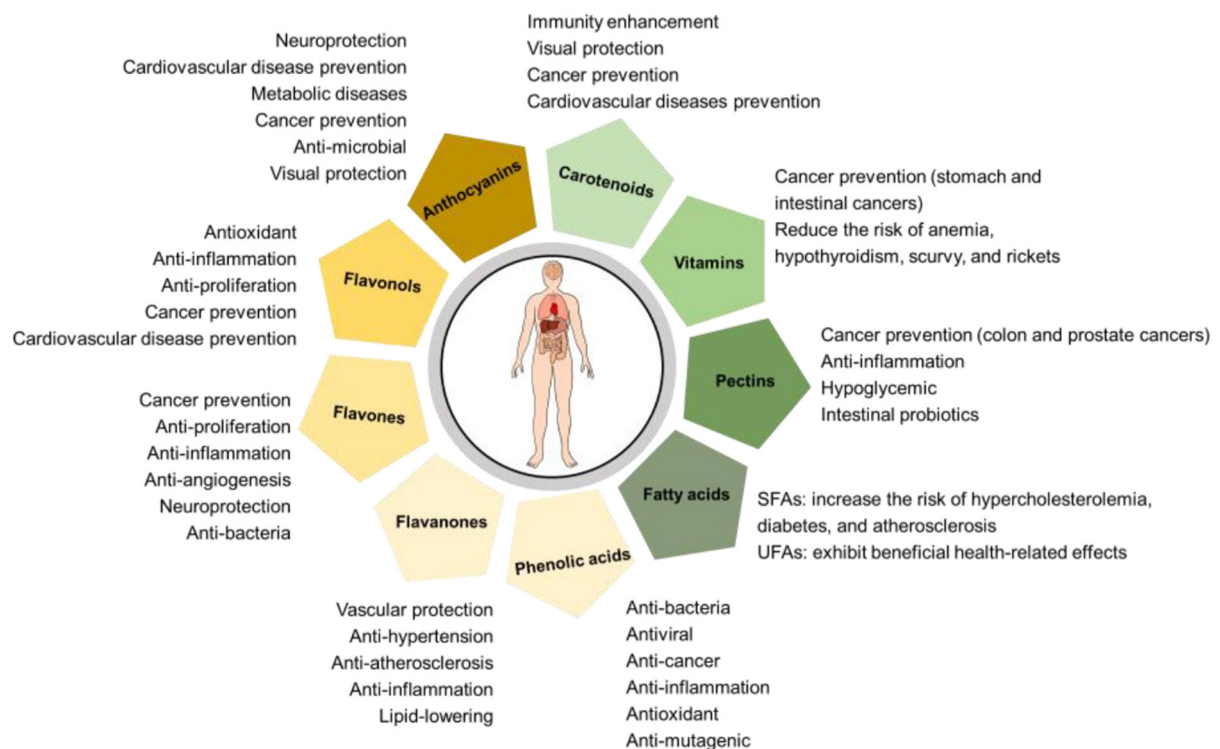 Immunity enhancement
Visual protection
Cancer prevention
Cardiovascular diseases prevention
Carotenoids
Cancer prevention (stomach and
intestinal cancers)
Reduce the risk of anemia,
hypothyroidism, scurvy, and rickets
Vitamins
Cancer prevention (colon and prostate cancers)
Anti-inflammation
Hypoglycemic
Intestinal probiotics
Pectins
SFAs: increase the risk of hypercholesterolemia,
diabetes, and atherosclerosis
UFAs: exhibit beneficial health-related effects
Fatty acids
Phenolic acids
Anti-bacteria
Antiviral
Anti-cancer
Anti-inflammation
Antioxidant
Anti-mutagenic
Flavanones
Vascular protection
Anti-hypertension
Anti-atherosclerosis
Anti-inflammation
Lipid-lowering
Flavones
Cancer prevention
Anti-proliferation
Anti-inflammation
Anti-angiogenesis
Neuroprotection
Anti-bacteria
Flavonols
Antioxidant
Anti-inflammation
Anti-proliferation
Cancer prevention
Cardiovascular disease prevention
Anthocyanins
Neuroprotection
Cardiovascular disease prevention
Metabolic diseases
Cancer prevention
Anti-microbial
Visual protection